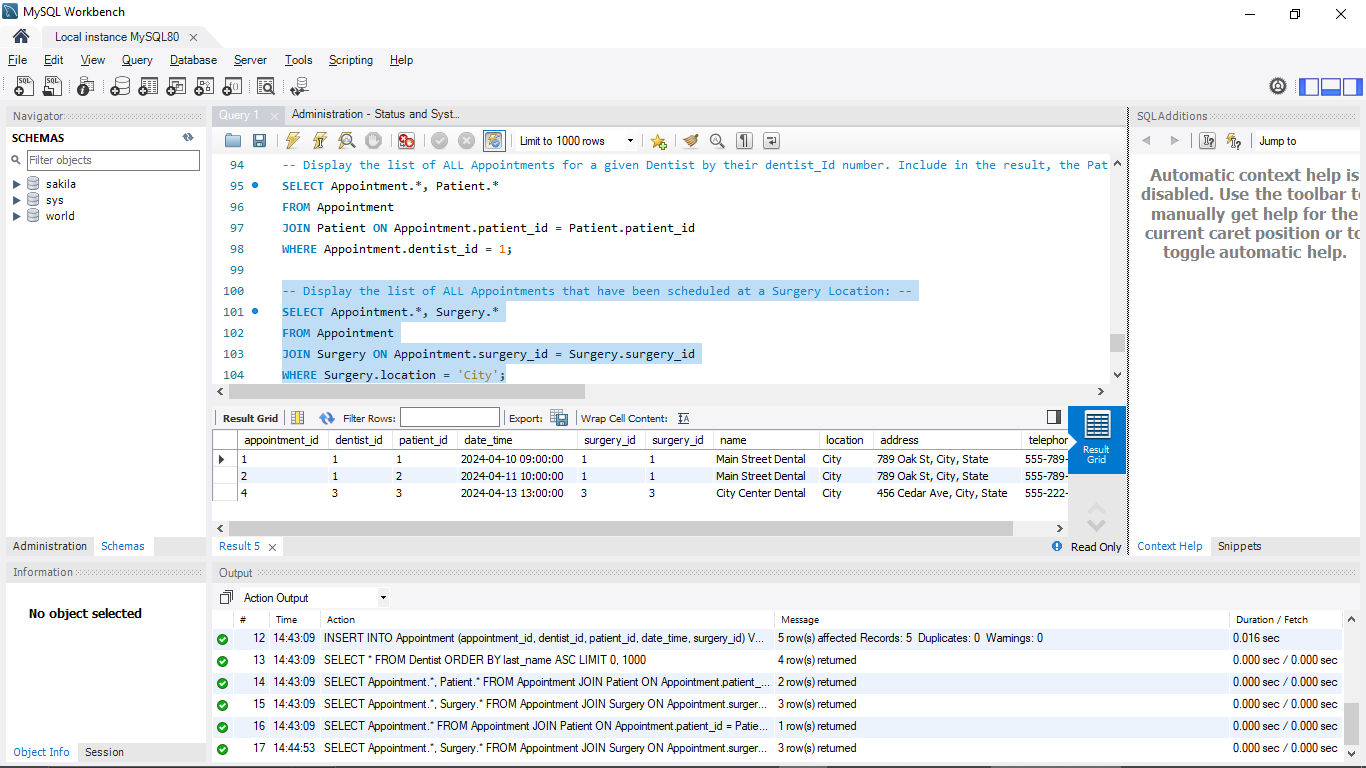 MySQL Workbench
Local instance MySQL80
File Edit View Query Database Server Tools Scripting Help
Navigator
SCHEMAS
Filter objects
sakila
sys
world
Administration Schemas
Information
No object selected
Object Info Session
Query 1 Administration - Status and Syst...
Limit to 1000 rows
94 -- Display the list of ALL Appointments for a given Dentist by their dentist_Id number. Include in the result, the Pat
95 SELECT Appointment.*, Patient.*
96 FROM Appointment
97 JOIN Patient ON Appointment.patient_id = Patient.patient_id
98 WHERE Appointment.dentist_id = 1;
99
100 -- Display the list of ALL Appointments that have been scheduled at a Surgery Location: --
101 SELECT Appointment.*, Surgery.*
102 FROM Appointment
103 JOIN Surgery ON Appointment.surgery_id = Surgery.surgery_id
104 WHERE Surgery.location = 'City';
Result Grid Filter Rows: Export: Wrap Cell Content:
appointment_id dentist_id patient_id date_time surgery_id surgery_id name location address telephor
1 1 1 2024-04-10 09:00:00 1 1 Main Street Dental City 789 Oak St, City, State 555-789-
2 1 2 2024-04-11 10:00:00 1 1 Main Street Dental City 789 Oak St, City, State 555-789-
4 3 3 2024-04-13 13:00:00 3 3 City Center Dental City 456 Cedar Ave, City, State 555-222-
Result
Grid
Result 5
Read Only
SQLAdditions
Jump to
Automatic context help is
disabled. Use the toolbar to
manually get help for the
current caret position or to
toggle automatic help.
Context Help Snippets
Output
Action Output
# Time Action Message Duration / Fetch
12 14:43:09 INSERT INTO Appointment (appointment_id, dentist_id, patient_id, date_time, surgery_id) V... 5 row(s) affected Records: 5 Duplicates: 0 Warnings: 0 0.016 sec
13 14:43:09 SELECT * FROM Dentist ORDER BY last_name ASC LIMIT 0, 1000 4 row(s) returned 0.000 sec / 0.000 sec
14 14:43:09 SELECT Appointment.*, Patient.* FROM Appointment JOIN Patient ON Appointment.patient_... 2 row(s) returned 0.000 sec / 0.000 sec
15 14:43:09 SELECT Appointment.*, Surgery.* FROM Appointment JOIN Surgery ON Appointment.surger... 3 row(s) returned 0.000 sec / 0.000 sec
16 14:43:09 SELECT Appointment.* FROM Appointment JOIN Patient ON Appointment.patient_id = Patie... 1 row(s) returned 0.000 sec / 0.000 sec
17 14:44:53 SELECT Appointment.*, Surgery.* FROM Appointment JOIN Surgery ON Appointment.surger... 3 row(s) returned 0.000 sec / 0.000 sec